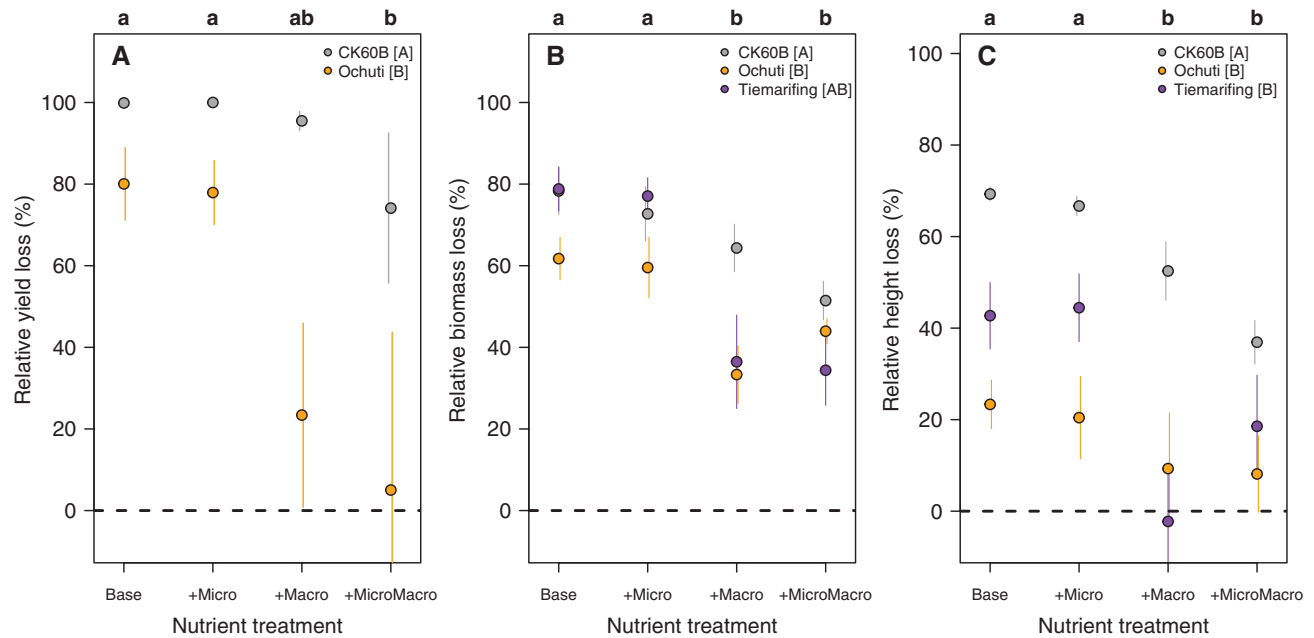 a a ab b
A
CK60B [A]
Ochuti [B]
Relative yield loss (%)
100
80
60
40
20
0
Base +Micro +Macro +MicroMacro
Nutrient treatment
a a b b
B
CK60B [A]
Ochuti [B]
Tiemarifing [AB]
Relative biomass loss (%)
100
80
60
40
20
0
Base +Micro +Macro +MicroMacro
Nutrient treatment
a a b b
C
CK60B [A]
Ochuti [B]
Tiemarifing [B]
Relative height loss (%)
100
80
60
40
20
0
Base +Micro +Macro +MicroMacro
Nutrient treatment